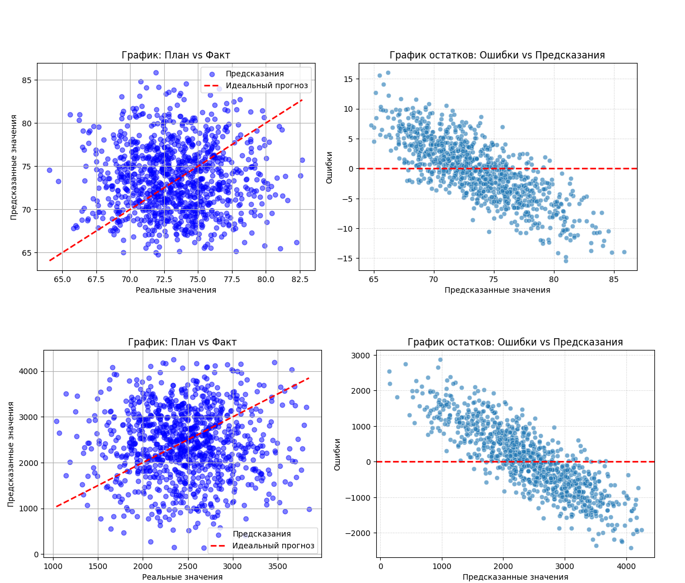 График: План vs Факт
Предсказанные значения
85
80
75
70
65
Предсказания
Идеальный прогноз
65.0 67.5 70.0 72.5 75.0 77.5 80.0 82.5
Реальные значения
График остатков: Ошибки vs Предсказания
Ошибки
15
10
5
0
−5
−10
−15
65 70 75 80 85
Предсказанные значения
График: План vs Факт
Предсказанные значения
4000
3000
2000
1000
0
Предсказания
Идеальный прогноз
1000 1500 2000 2500 3000 3500
Реальные значения
График остатков: Ошибки vs Предсказания
Ошибки
3000
2000
1000
0
−1000
−2000
0 1000 2000 3000 4000
Предсказанные значения